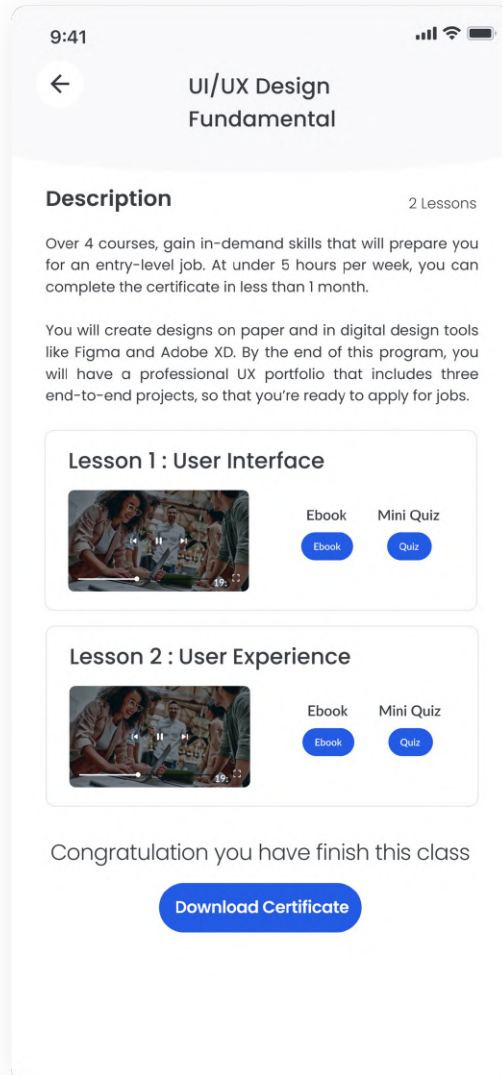 9:41
UI/UX Design
Fundamental
Description
2 Lessons
Over 4 courses, gain in-demand skills that will prepare you
for an entry-level job. At under 5 hours per week, you can
complete the certificate in less than 1 month.
You will create designs on paper and in digital design tools
like Figma and Adobe XD. By the end of this program, you
will have a professional UX portfolio that includes three
end-to-end projects, so that you're ready to apply for jobs.
Lesson 1 : User Interface
Ebook Mini Quiz
Ebook Quiz
19:
Lesson 2 : User Experience
Ebook Mini Quiz
Ebook Quiz
19:
Congratulation you have finish this class
Download Certificate